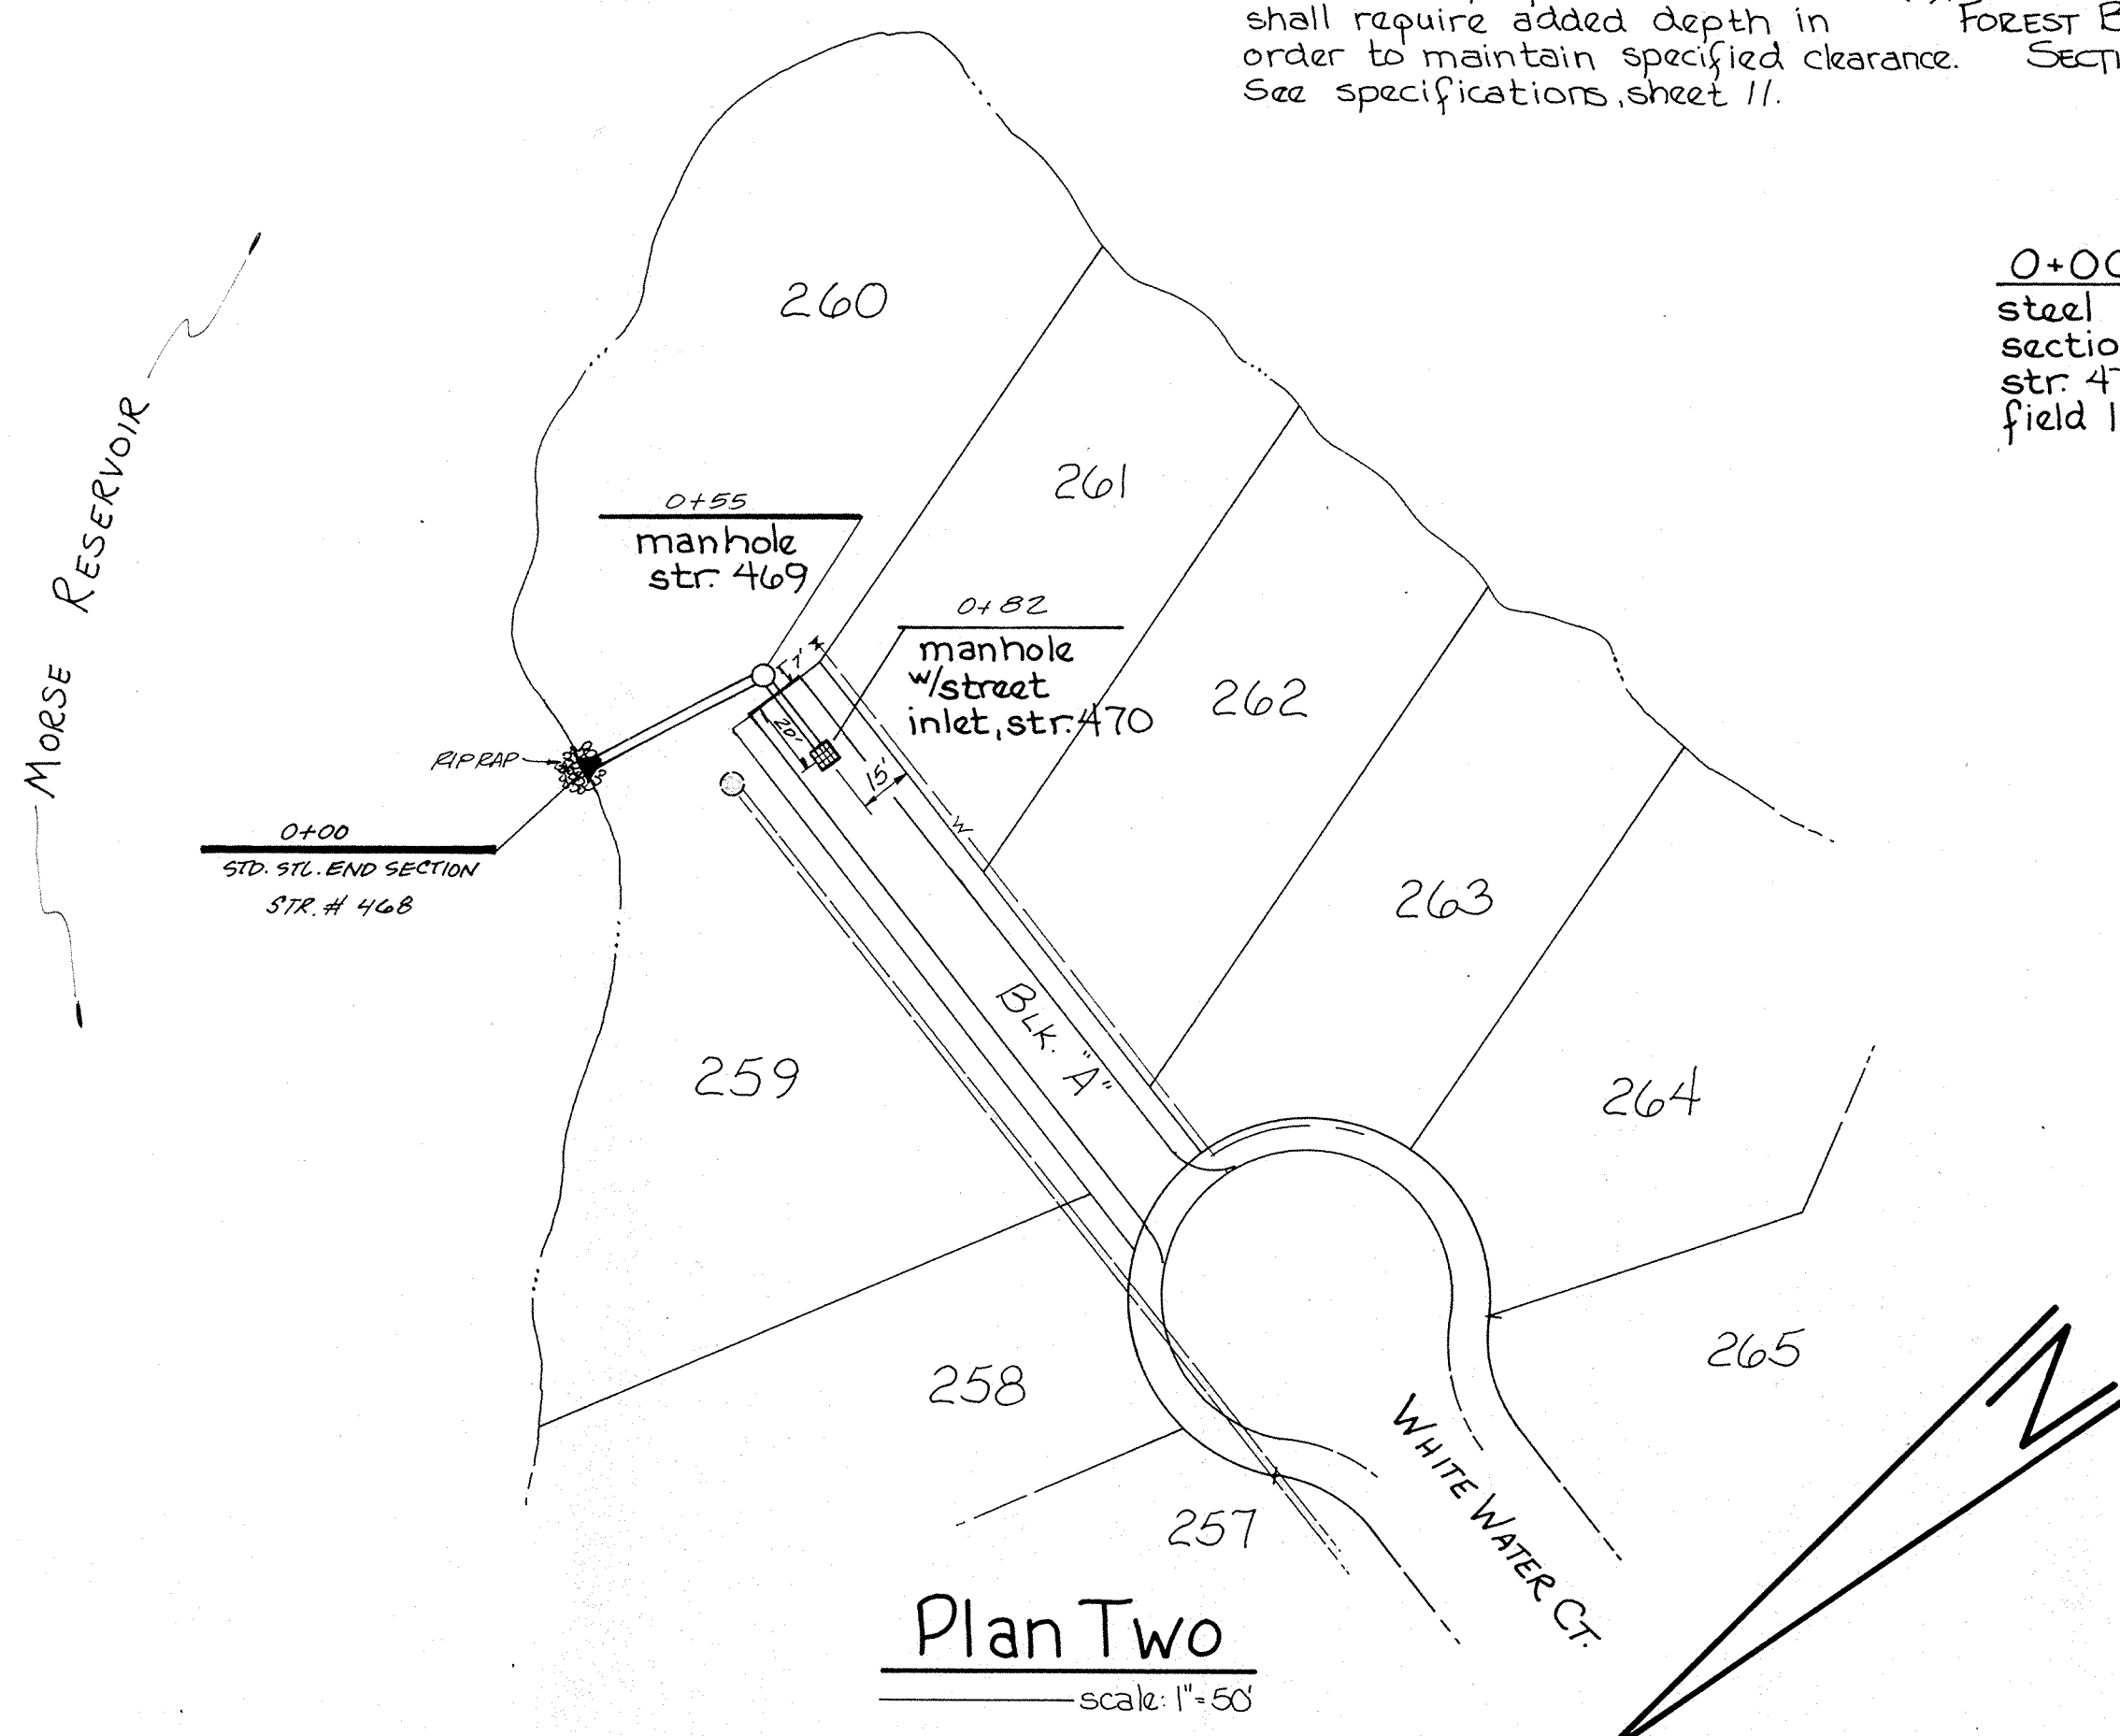 shall require added depth in
order to maintain specified clearance.
See specifications, sheet 11.
FOREST
0+00
steel
str.
field
MORSE RESERVOIR
260
261
0+55
manhole
str. 469
0+82
manhole
w/street
inlet, str. 470
7'
20'
15'
W
262
RIPRAP
0+00
STD. STL. END SECTION
STR. # 468
263
BLK. "A"
259
264
258
265
257
WHITE WATER CT.
N
Plan Two
scale: 1"=50'